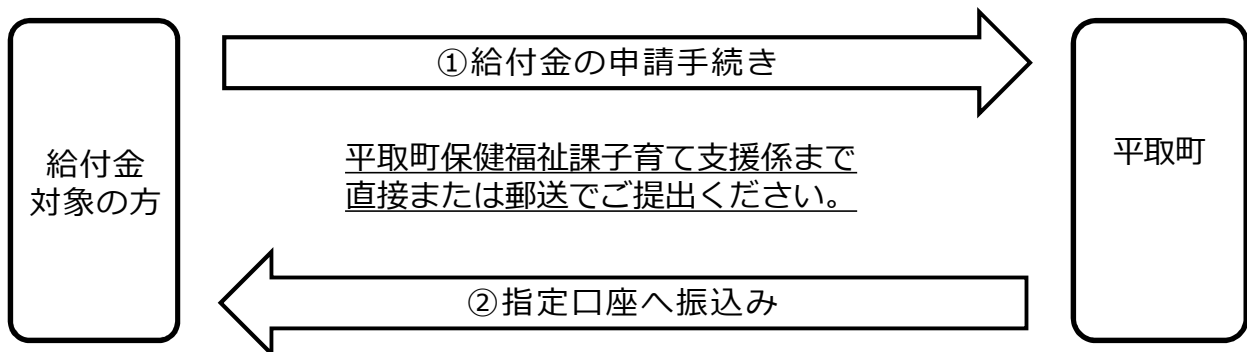 ①給付金の申請手続き
給付金
対象の方
平取町保健福祉課子育て支援係まで
直接または郵送でご提出ください。
平取町
②指定口座へ振込み